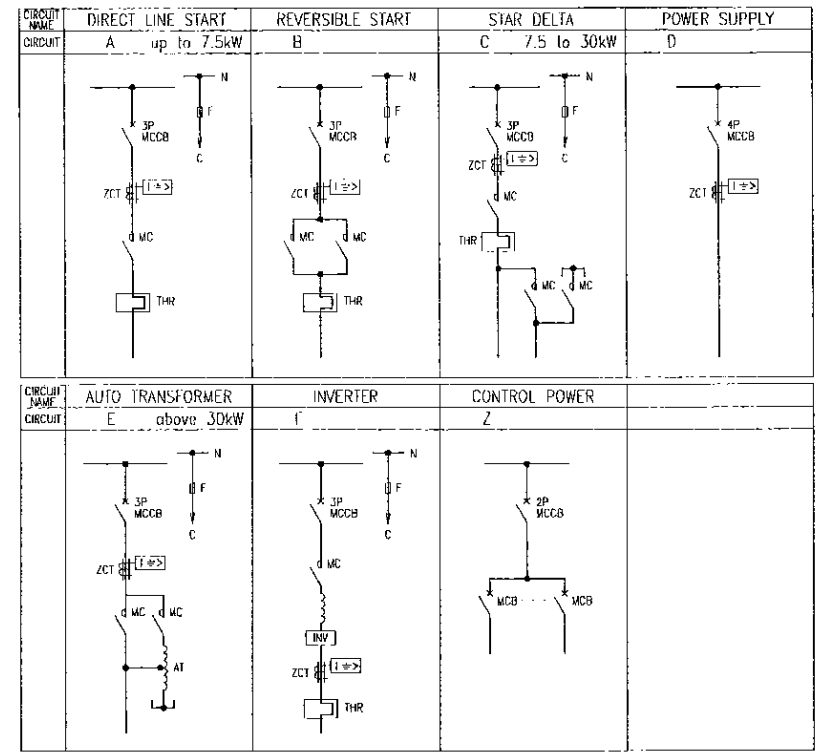 CIRCUIT NAME DIRECT LINE START REVERSIBLE START STAR DELTA POWER SUPPLY
CIRCUIT A up to 7.5kW B C 7.5 to 30kW D
N N N
F F F
3P MCCB 3P MCCB 3P MCCB 4P MCCB
C C C
ZCT I ⏚> ZCT I ⏚> ZCT I ⏚> ZCT I ⏚>
MC MC MC MC
THR THR THR
MC MC
CIRCUIT NAME AUTO TRANSFORMER INVERTER CONTROL POWER
CIRCUIT E above 30kW F Z
N N
F F
3P MCCB 3P MCCB 2P MCCB
C C
ZCT I ⏚> MC
MC MC MCB MCB
INV
AT ZCT I ⏚>
THR